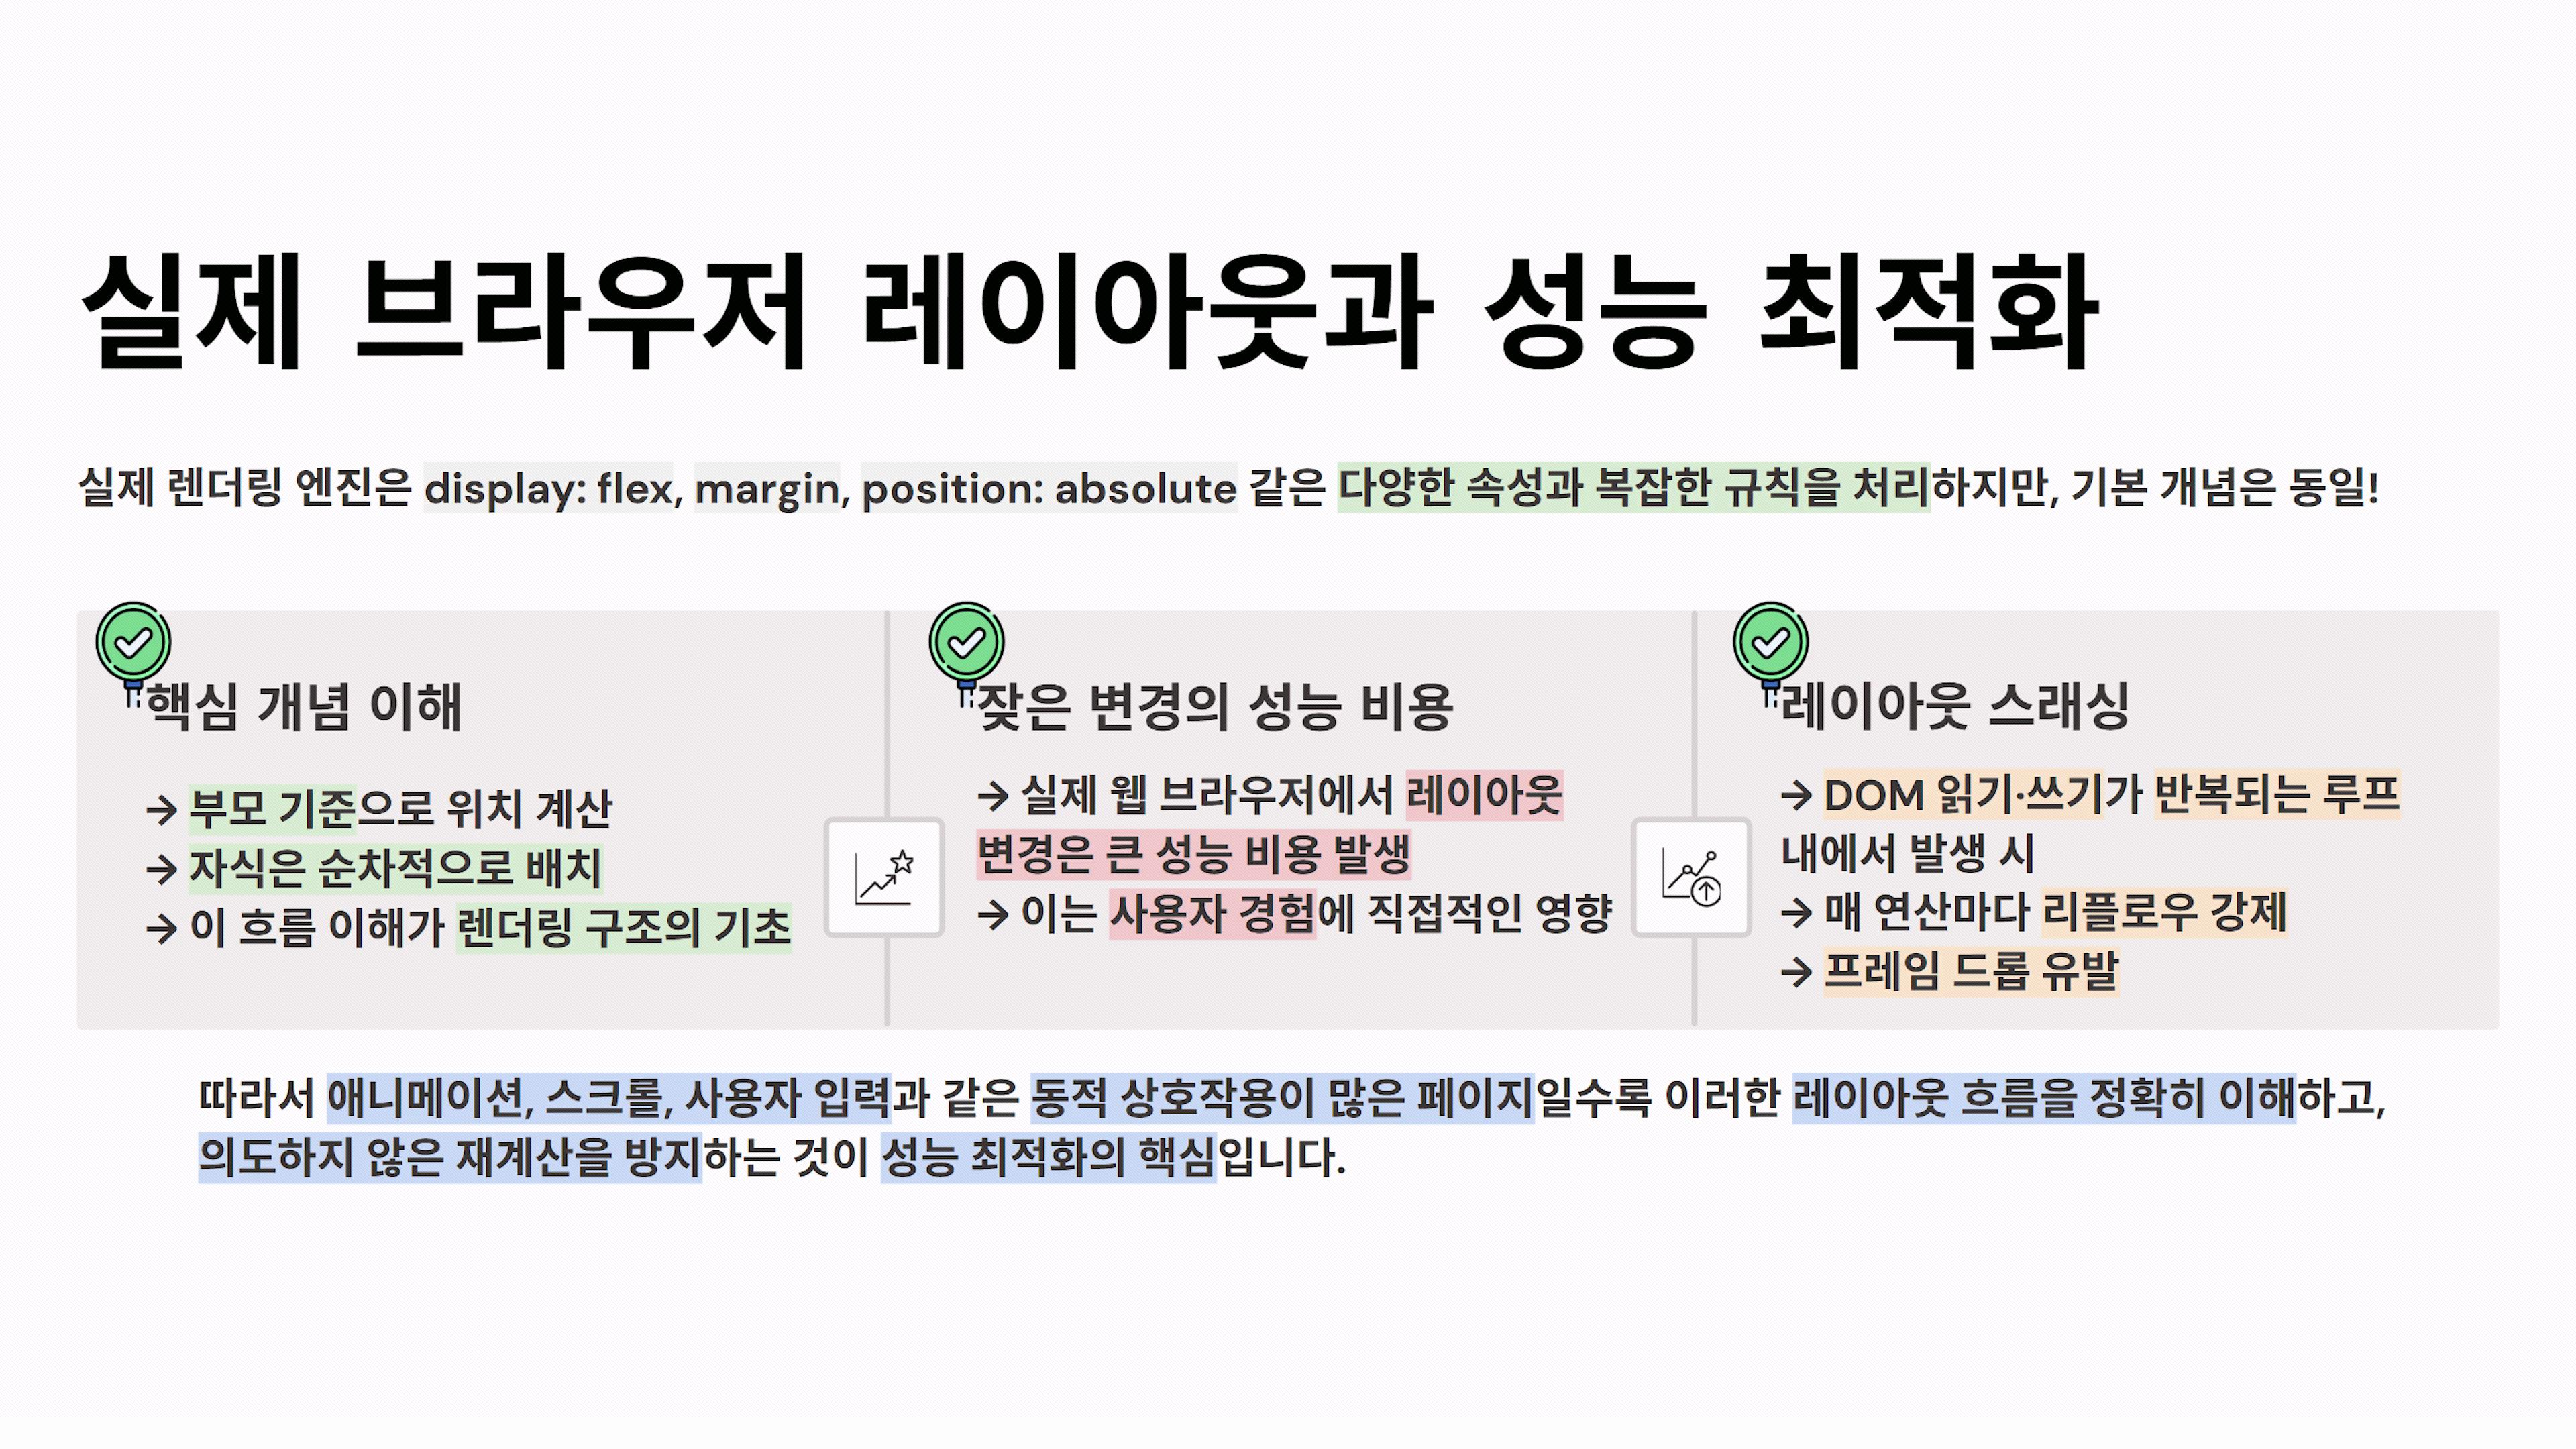 실제 브라우저 레이아웃과 성능 최적화
실제 렌더링 엔진은 display: flex, margin, position: absolute 같은 다양한 속성과 복잡한 규칙을 처리하지만, 기본 개념은 동일!
핵심 개념 이해
→ 부모 기준으로 위치 계산
→ 자식은 순차적으로 배치
→ 이 흐름 이해가 렌더링 구조의 기초
잦은 변경의 성능 비용
→ 실제 웹 브라우저에서 레이아웃
변경은 큰 성능 비용 발생
→ 이는 사용자 경험에 직접적인 영향
레이아웃 스래싱
→ DOM 읽기·쓰기가 반복되는 루프
내에서 발생 시
→ 매 연산마다 리플로우 강제
→ 프레임 드롭 유발
따라서 애니메이션, 스크롤, 사용자 입력과 같은 동적 상호작용이 많은 페이지일수록 이러한 레이아웃 흐름을 정확히 이해하고,
의도하지 않은 재계산을 방지하는 것이 성능 최적화의 핵심입니다.